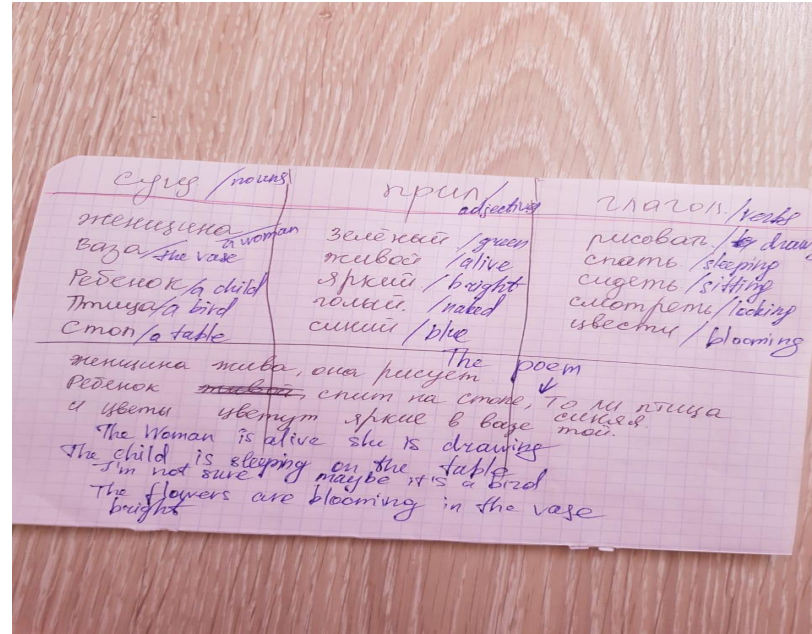 сущ /nouns
прил/adjective
глагол./verbs
женщина/a woman
Ваза/the vase
Ребенок/a child
Птица/a bird
Стол/a table
зелёный /green
живой /alive
яркий /bright
голый. /naked
синий /blue
рисовать/ draw
спать /sleeping
сидеть /sitting
смотреть/looking
цвести / blooming
The poem
женщина жива, она рисует
Ребенок спит на столе, то ли птица синяя
и цветы цветут яркие в вазе той.
The Woman is alive she is drawing
The child is sleeping on the table
I'm not sure maybe it's a bird
The flowers are blooming in the vase
bright